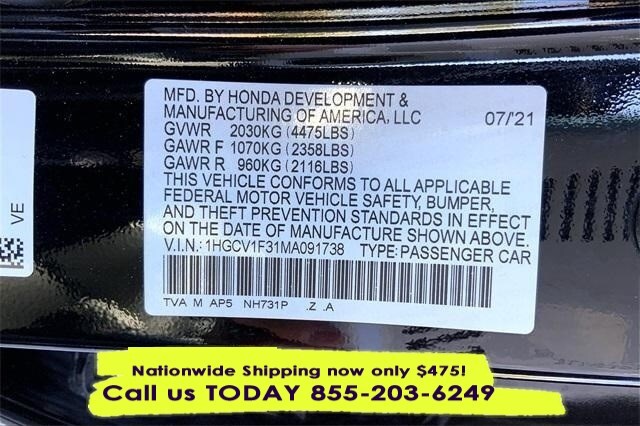 MFD. BY HONDA DEVELOPMENT &
MANUFACTURING OF AMERICA, LLC 07/'21
GVWR 2030KG (4475LBS)
GAWR F 1070KG (2358LBS)
GAWR R 960KG (2116LBS)
THIS VEHICLE CONFORMS TO ALL APPLICABLE
FEDERAL MOTOR VEHICLE SAFETY, BUMPER,
AND THEFT PREVENTION STANDARDS IN EFFECT
ON THE DATE OF MANUFACTURE SHOWN ABOVE.
V.I.N.: 1HGCV1F31MA091738 TYPE: PASSENGER CAR
TVA M AP5 NH731P .Z .A
VE
Nationwide Shipping now only $475!
Call us TODAY 855-203-6249